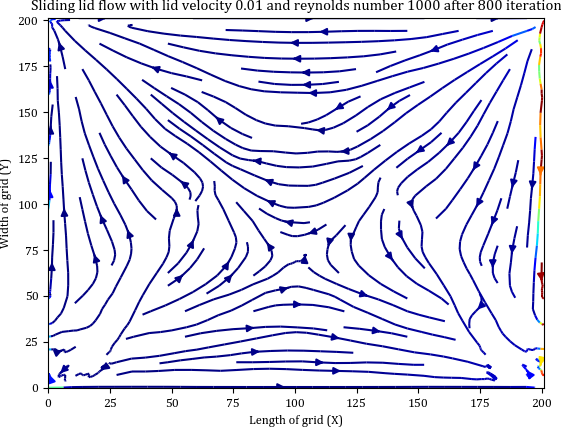 Sliding lid flow with lid velocity 0.01 and reynolds number 1000 after 800 iteration
200
175
150
125
100
75
50
25
0
Width of grid (Y)
0 25 50 75 100 125 150 175 200
Length of grid (X)